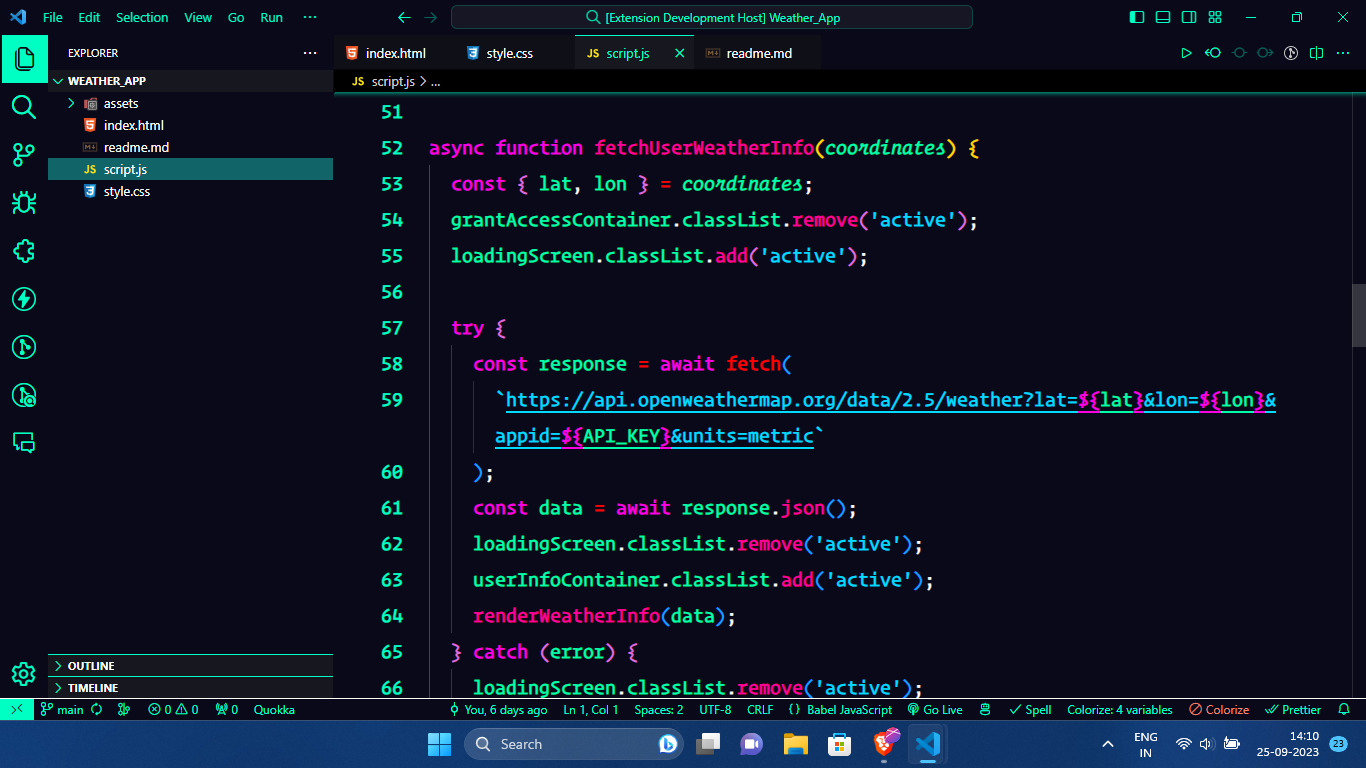 File Edit Selection View Go Run ··· [Extension Development Host] Weather_App
EXPLORER ···
WEATHER_APP
assets
index.html
readme.md
JS script.js
style.css
OUTLINE
TIMELINE
index.html style.css JS script.js readme.md ···
JS script.js > ...
51
52 async function fetchUserWeatherInfo(coordinates) {
53 const { lat, lon } = coordinates;
54 grantAccessContainer.classList.remove('active');
55 loadingScreen.classList.add('active');
56
57 try {
58 const response = await fetch(
59 `https://api.openweathermap.org/data/2.5/weather?lat=${lat}&lon=${lon}&
appid=${API_KEY}&units=metric`
60 );
61 const data = await response.json();
62 loadingScreen.classList.remove('active');
63 userInfoContainer.classList.add('active');
64 renderWeatherInfo(data);
65 } catch (error) {
66 loadingScreen.classList.remove('active');
main 0 0 0 Quokka You, 6 days ago Ln 1, Col 1 Spaces: 2 UTF-8 CRLF {} Babel JavaScript Go Live Spell Colorize: 4 variables Colorize Prettier
Search ENG
IN 14:10
25-09-2023 23